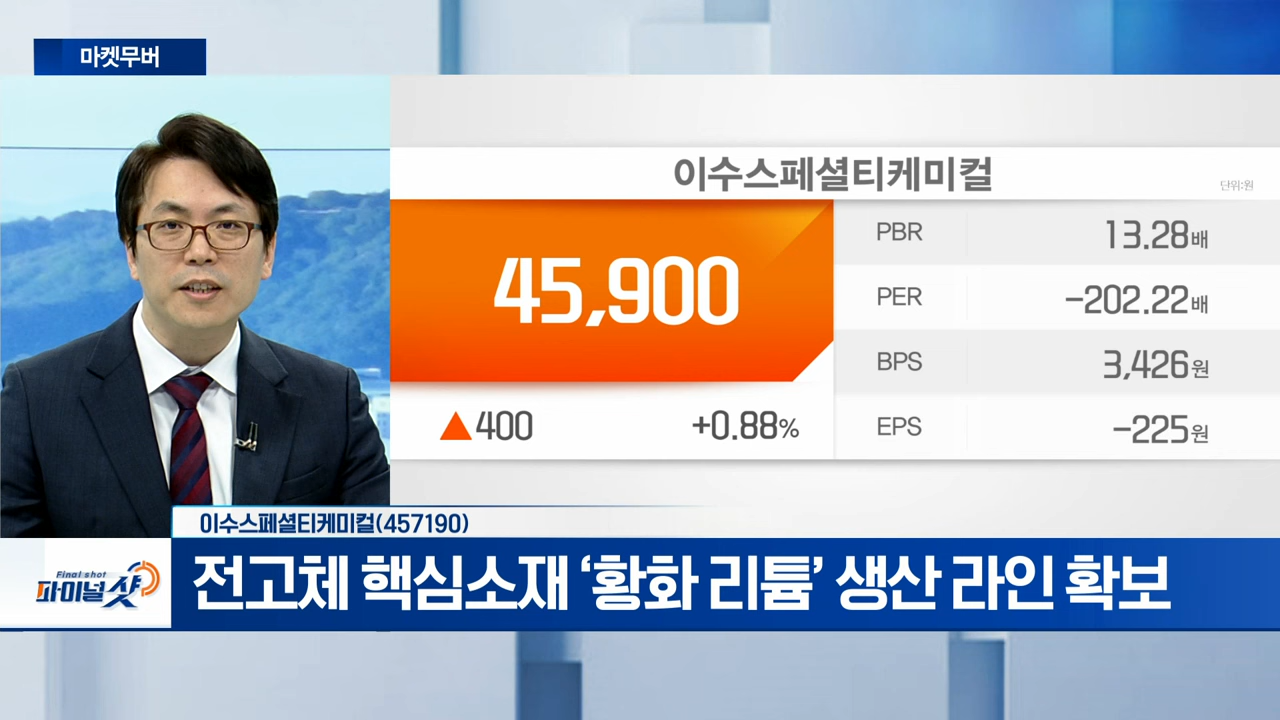 마켓무버
이수스페셜티케미컬
단위:원
45,900
▲400 +0.88%
PBR 13.28배
PER -202.22배
BPS 3,426원
EPS -225원
이수스페셜티케미컬(457190)
Final shot
파이널샷
전고체 핵심소재 ‘황화 리튬’ 생산 라인 확보